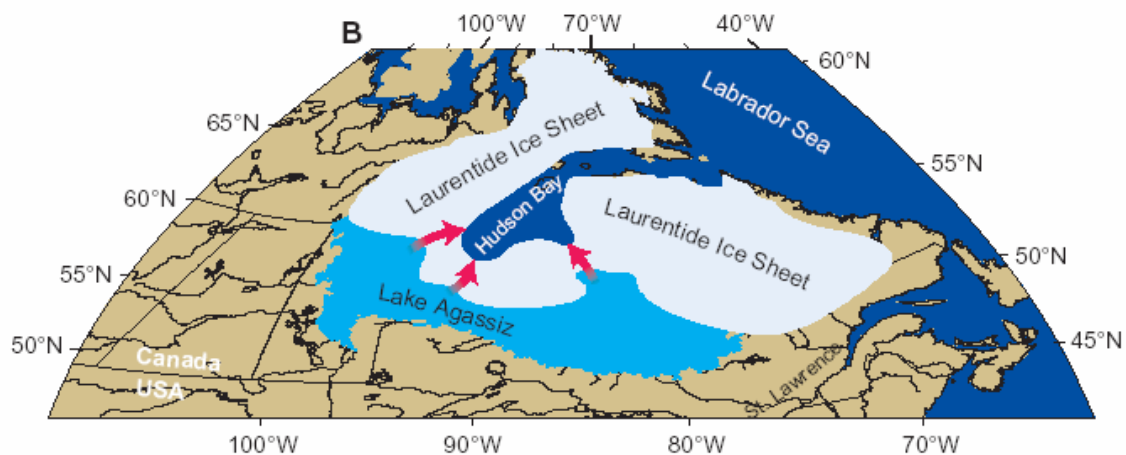 B
100°W 70°W 40°W
60°N
Labrador Sea
65°N
Laurentide Ice Sheet
55°N
60°N
Hudson Bay
Laurentide Ice Sheet
50°N
55°N
Lake Agassiz
50°N
45°N
Canada
USA
St. Lawrence
100°W 90°W 80°W 70°W